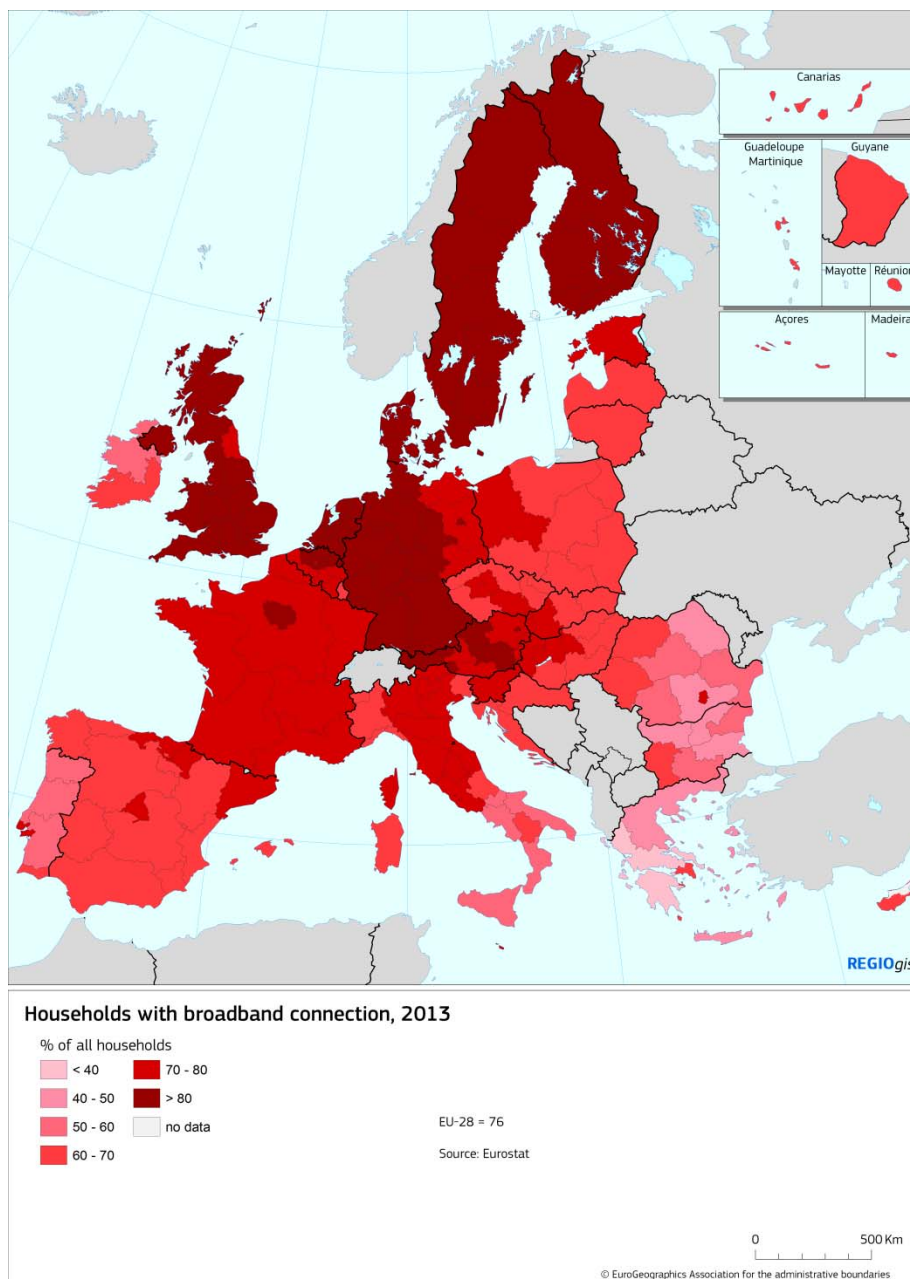 Canarias
Guadeloupe
Martinique
Guyane
Mayotte
Réunion
Açores
Madeira
REGIOgis
Households with broadband connection, 2013
% of all households
< 40
40 - 50
50 - 60
60 - 70
70 - 80
> 80
no data
EU-28 = 76
Source: Eurostat
0 500 Km
© EuroGeographics Association for the administrative boundaries